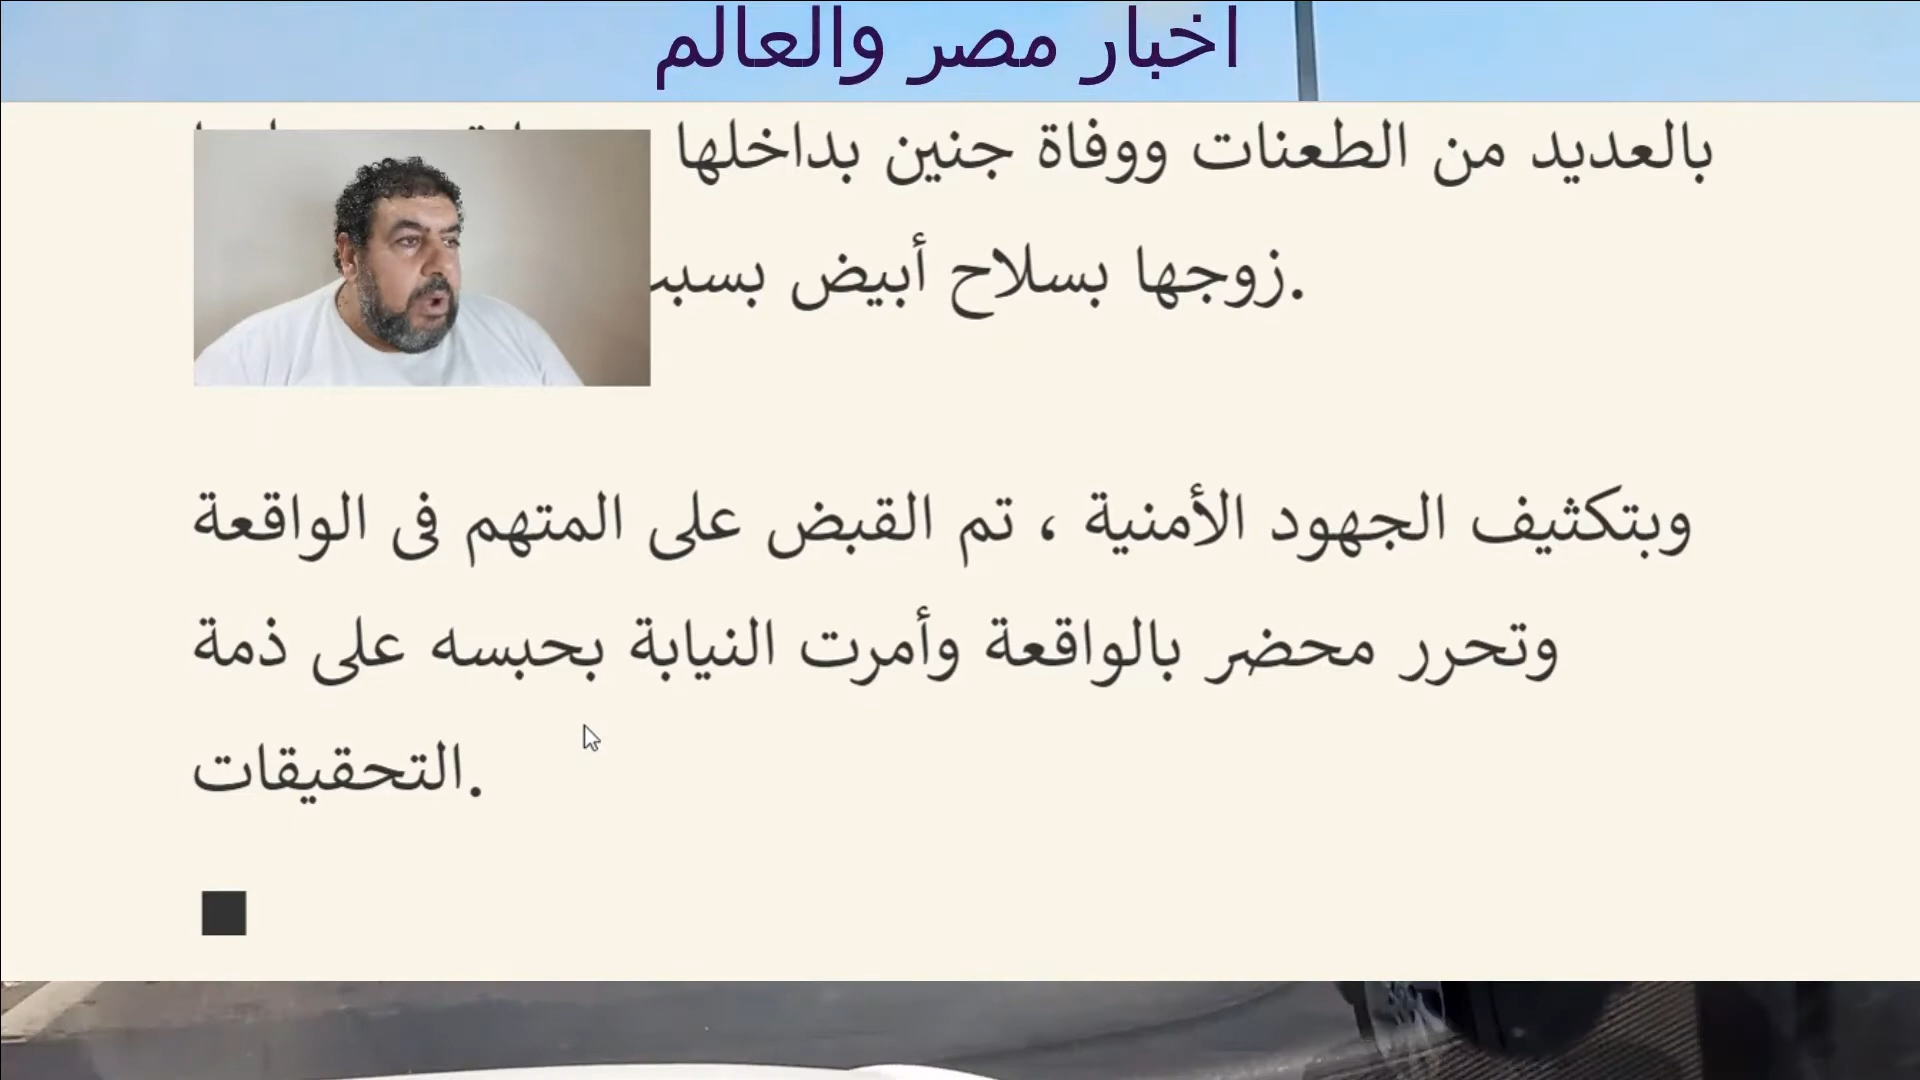 اخبار مصر والعالم
بالعديد من الطعنات ووفاة جنين بداخلها
زوجها بسلاح أبيض.
وبتكثيف الجهود الأمنية ، تم القبض على المتهم فى الواقعة
وتحرر محضر بالواقعة وأمرت النيابة بحبسه على ذمة
التحقيقات.